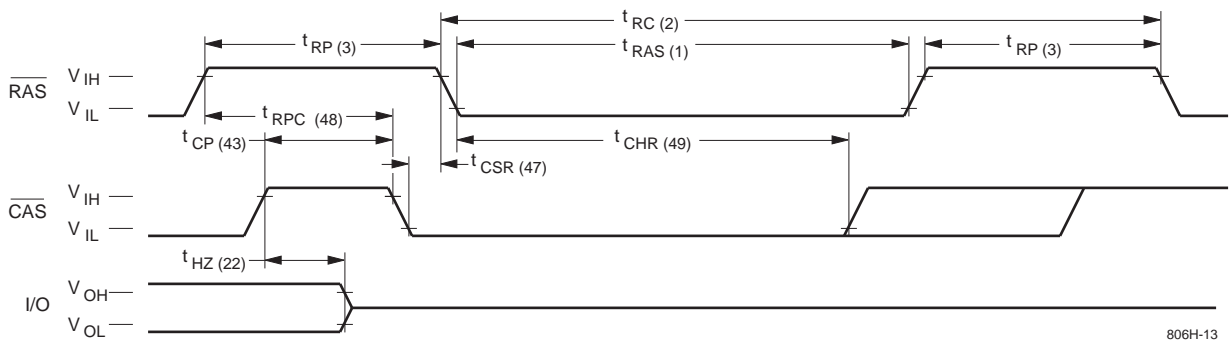 t RC (2)
t RP (3)
t RAS (1)
t RP (3)
RAS
V IH
V IL
t RPC (48)
t CP (43)
t CHR (49)
t CSR (47)
CAS
V IH
V IL
t HZ (22)
I/O
V OH
V OL
806H-13